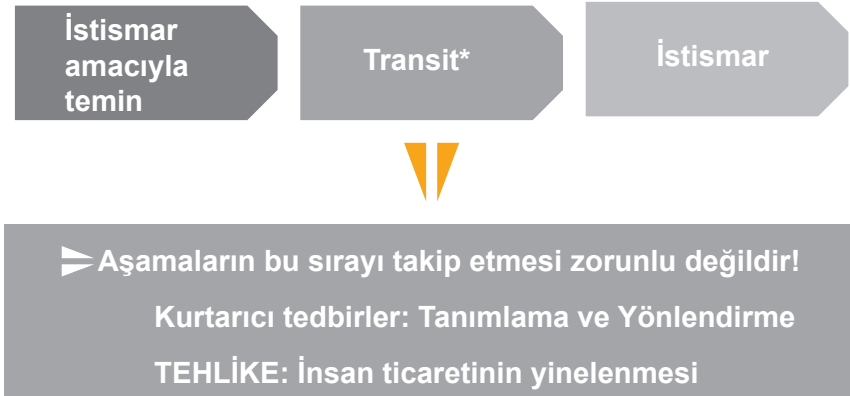 İstismar
amacıyla
temin
Transit*
İstismar
Aşamaların bu sırayı takip etmesi zorunlu değildir!
Kurtarıcı tedbirler: Tanımlama ve Yönlendirme
TEHLİKE: İnsan ticaretinin yinelenmesi